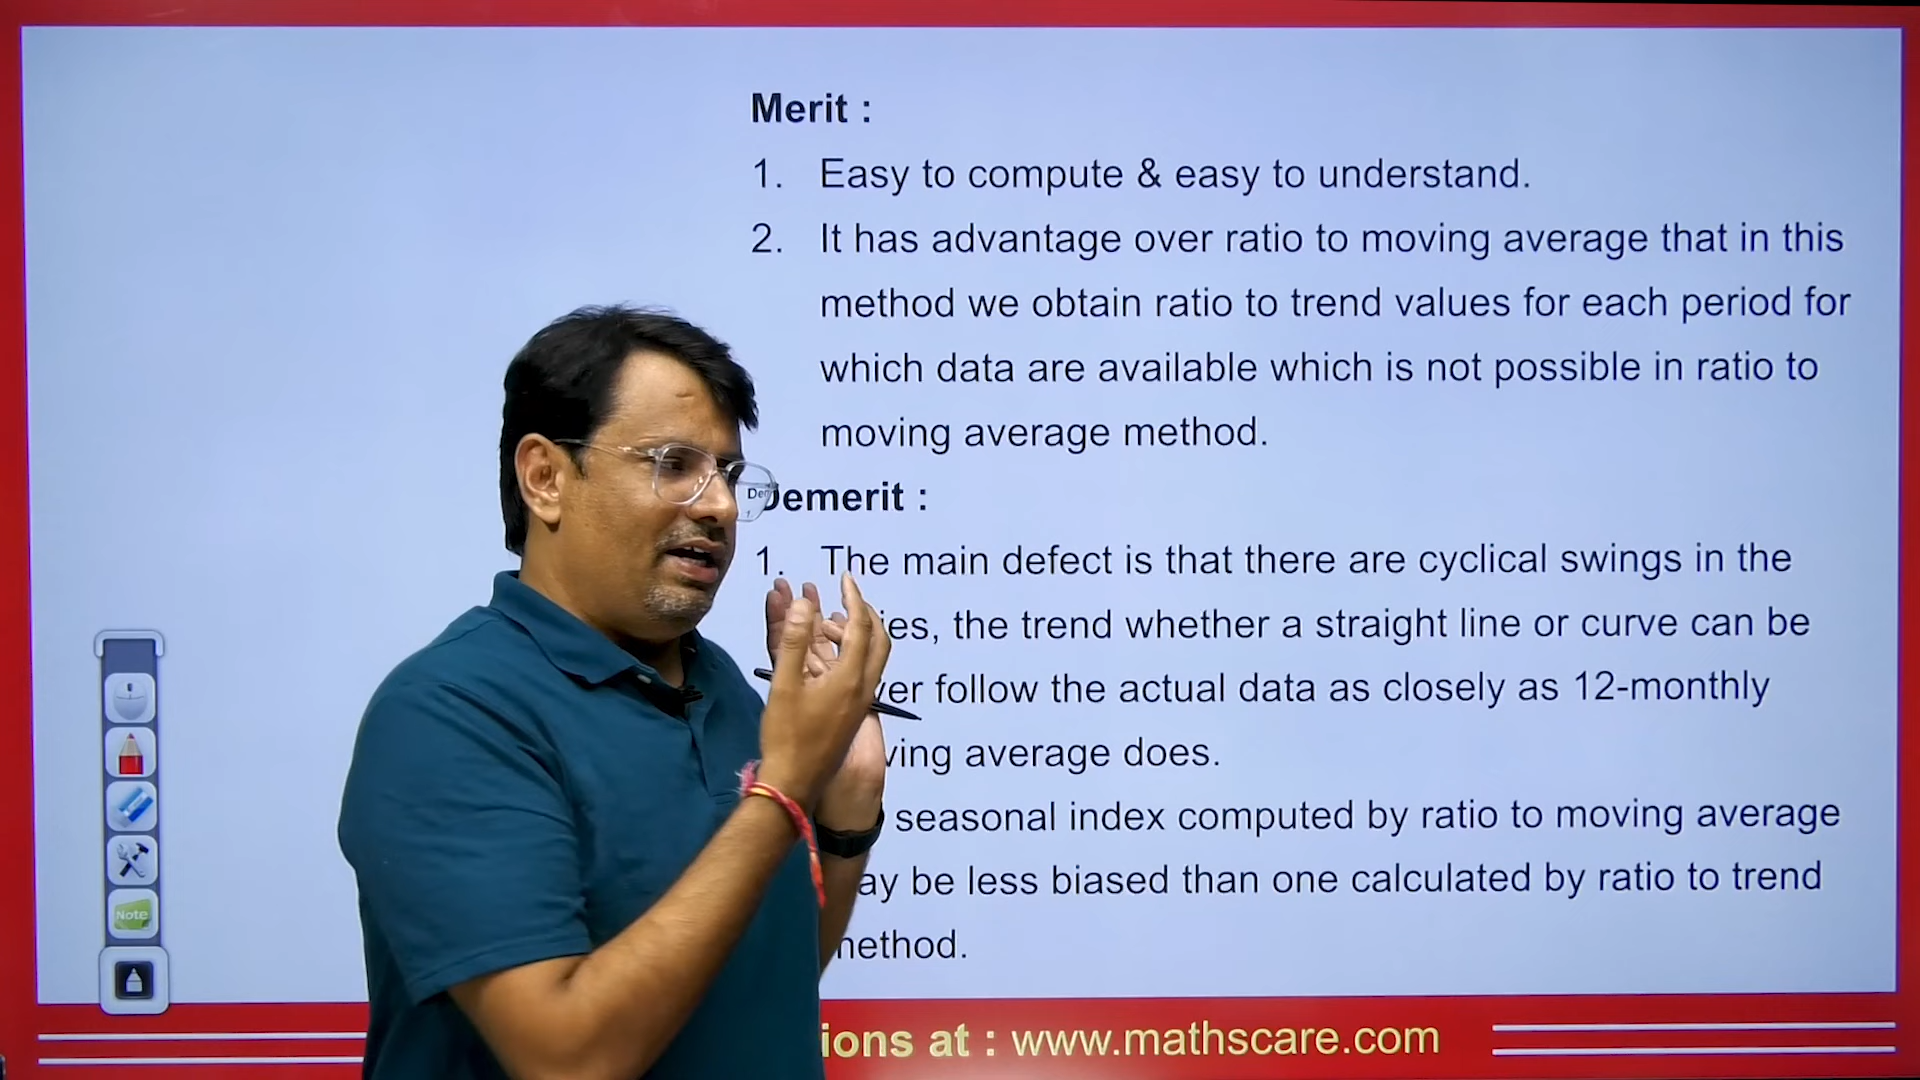 Merit :
1. Easy to compute & easy to understand.
2. It has advantage over ratio to moving average that in this
method we obtain ratio to trend values for each period for
which data are available which is not possible in ratio to
moving average method.
Demerit :
1. The main defect is that there are cyclical swings in the
ies, the trend whether a straight line or curve can be
ver follow the actual data as closely as 12-monthly
ving average does.
seasonal index computed by ratio to moving average
ay be less biased than one calculated by ratio to trend
method.
Note
ions at : www.mathscare.com